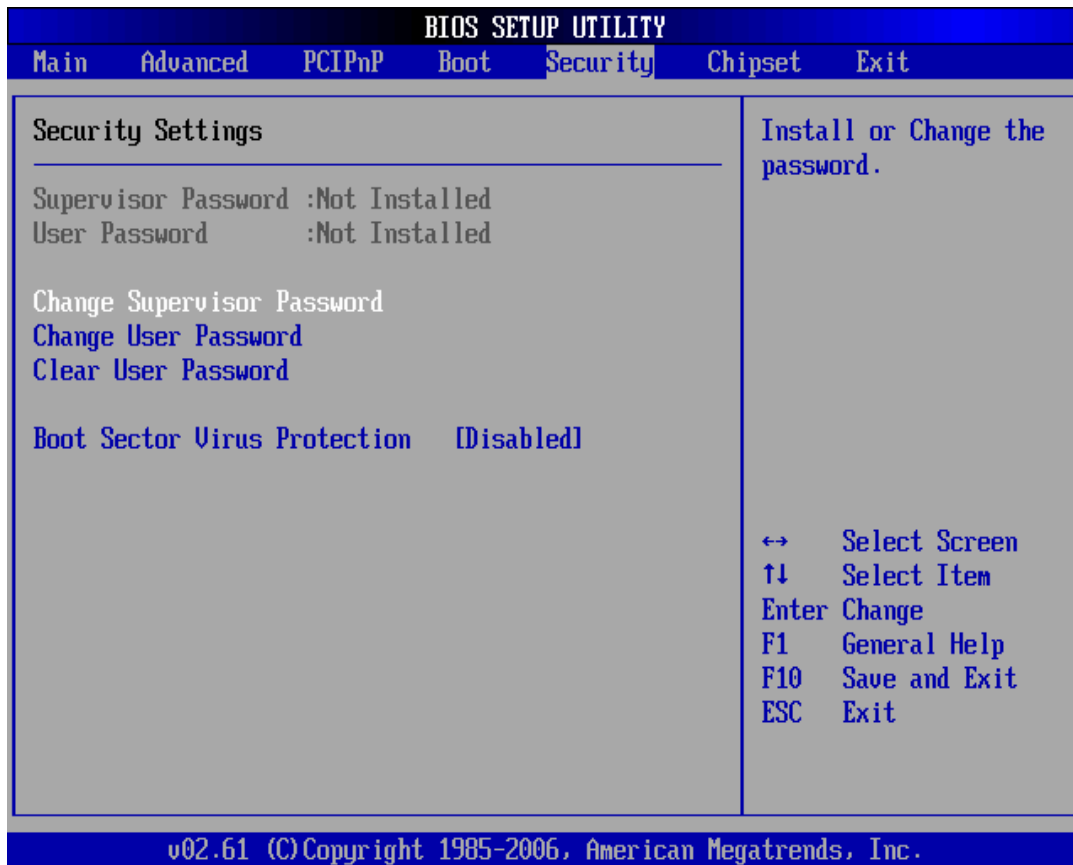 BIOS SETUP UTILITY
Main Advanced PCIPnP Boot Security Chipset Exit
Security Settings
Supervisor Password :Not Installed
User Password :Not Installed
Change Supervisor Password
Change User Password
Clear User Password
Boot Sector Virus Protection [Disabled]
Install or Change the
password.
←→ Select Screen
↑↓ Select Item
Enter Change
F1 General Help
F10 Save and Exit
ESC Exit
v02.61 (C)Copyright 1985-2006, American Megatrends, Inc.